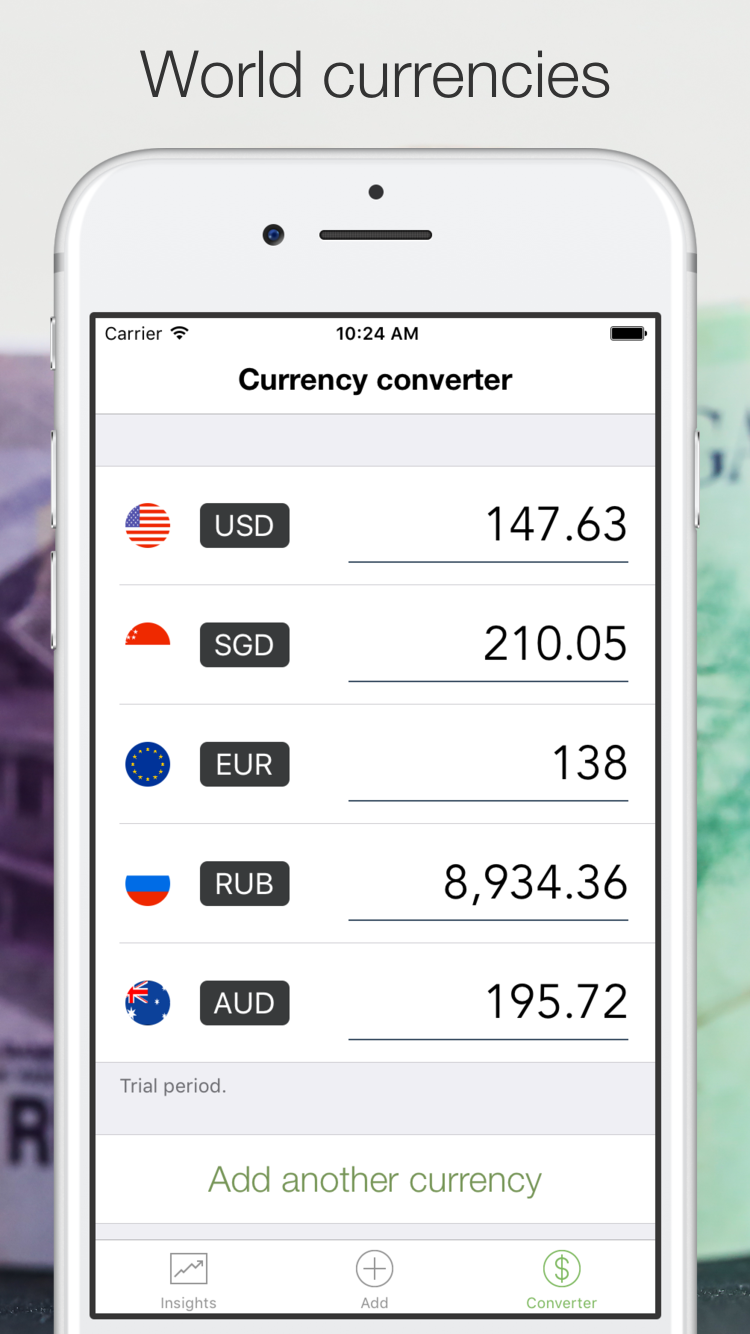 World currencies
Carrier 10:24 AM
Currency converter
USD 147.63
SGD 210.05
EUR 138
RUB 8,934.36
AUD 195.72
Trial period.
Add another currency
Insights Add Converter
R